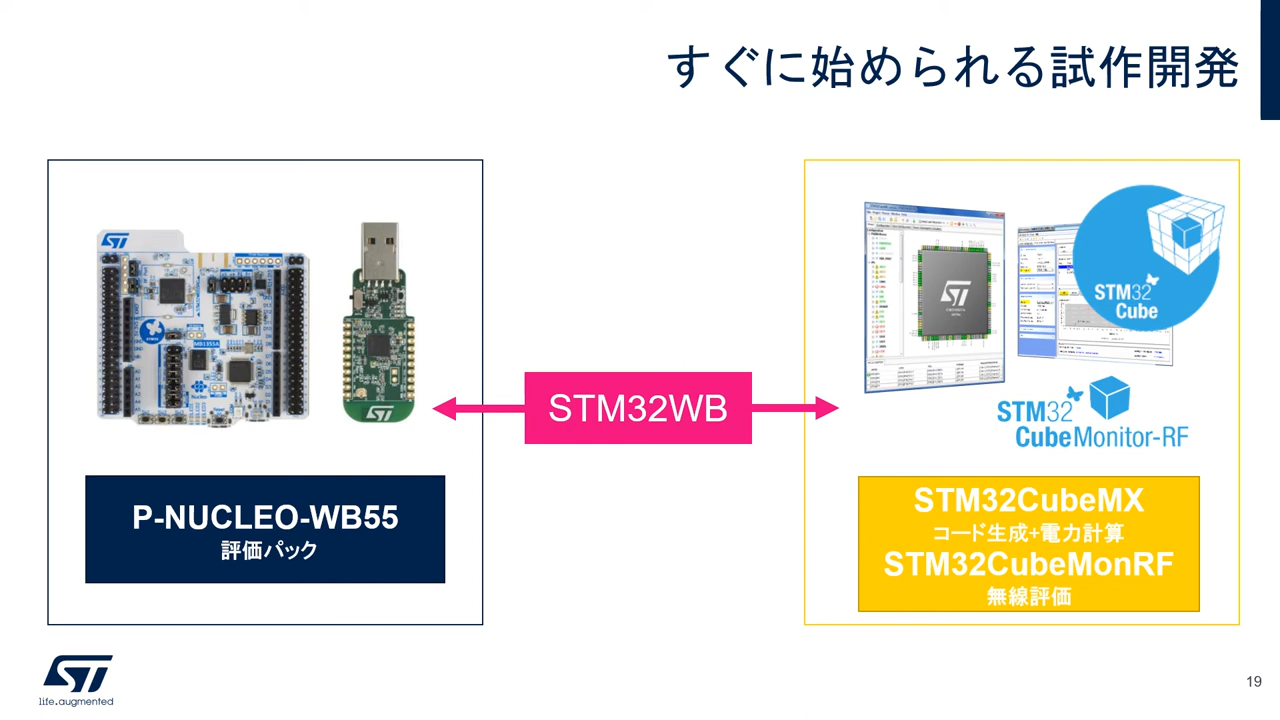 すぐに始められる試作開発
MB1355A
STM32WB
P-NUCLEO-WB55
評価パック
STM32
Cube
STM32
CubeMonitor-RF
STM32CubeMX
コード生成+電力計算
STM32CubeMonRF
無線評価
ST
life.augmented
19